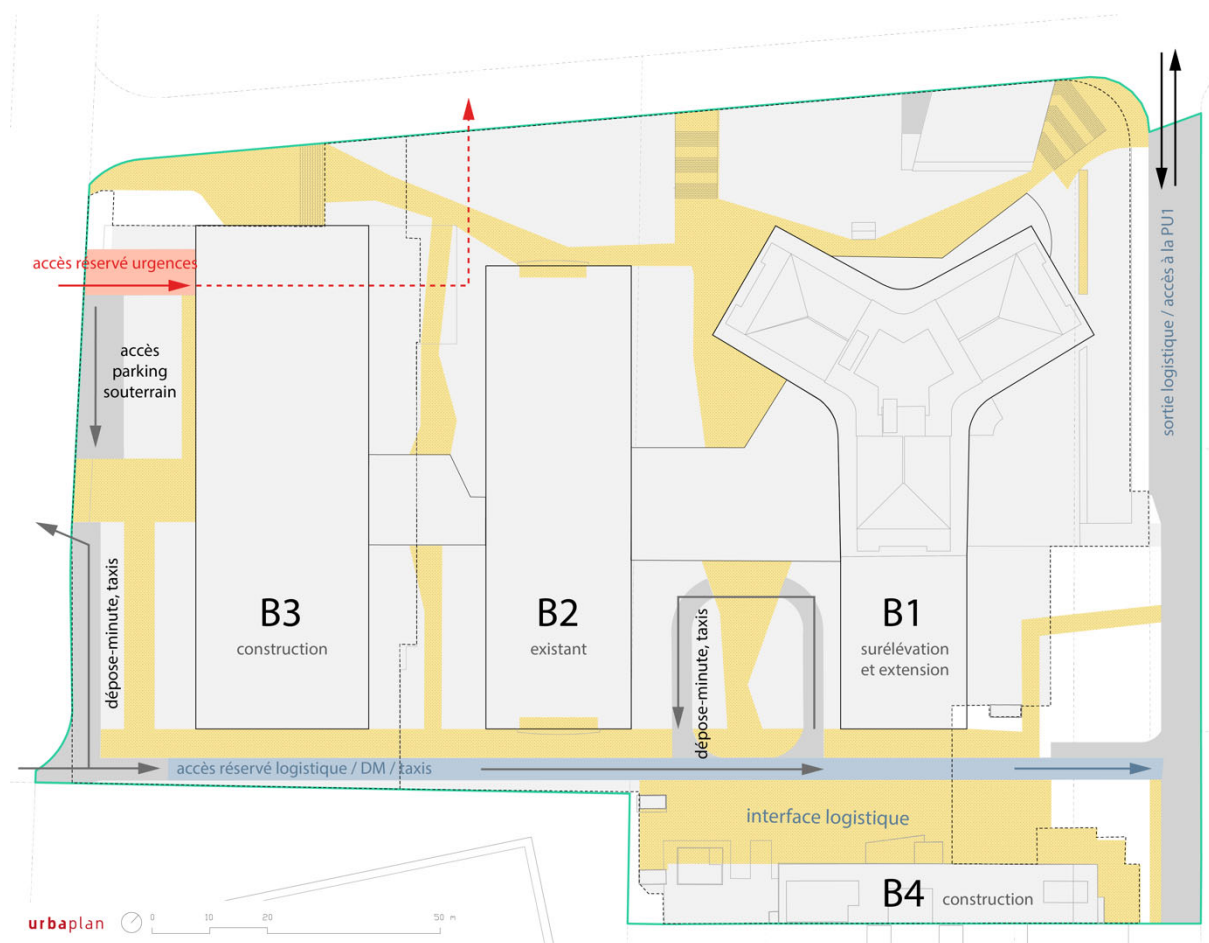 sortie logistique / accès à la PU1
accès réservé urgences
accès
parking
souterrain
dépose-minute, taxis
B3
construction
B2
existant
dépose-minute, taxis
B1
surélévation
et extension
accès réservé logistique / DM / taxis
interface logistique
B4 construction
urbaplan
0 10 20 50 m